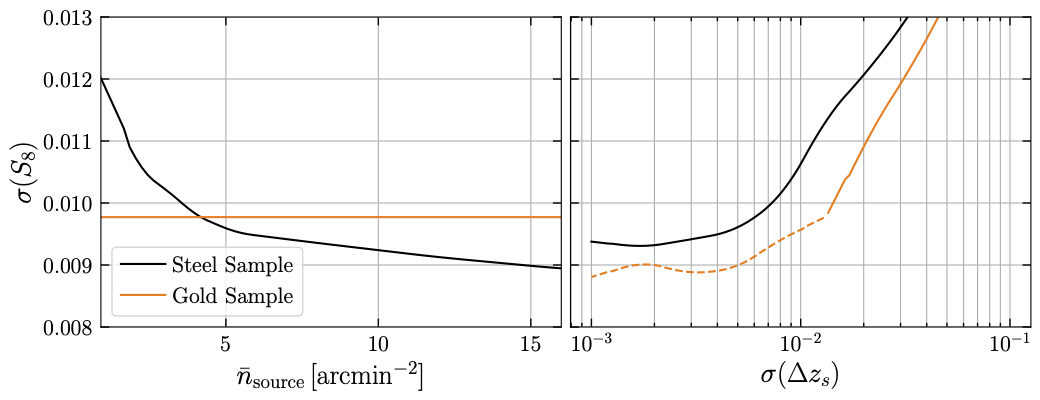 0.013
0.012
0.011
0.010
0.009
0.008
σ(S₈)
Steel Sample
Gold Sample
5 10 15
n̄source [arcmin⁻²]
10⁻³ 10⁻² 10⁻¹
σ(Δzₛ)